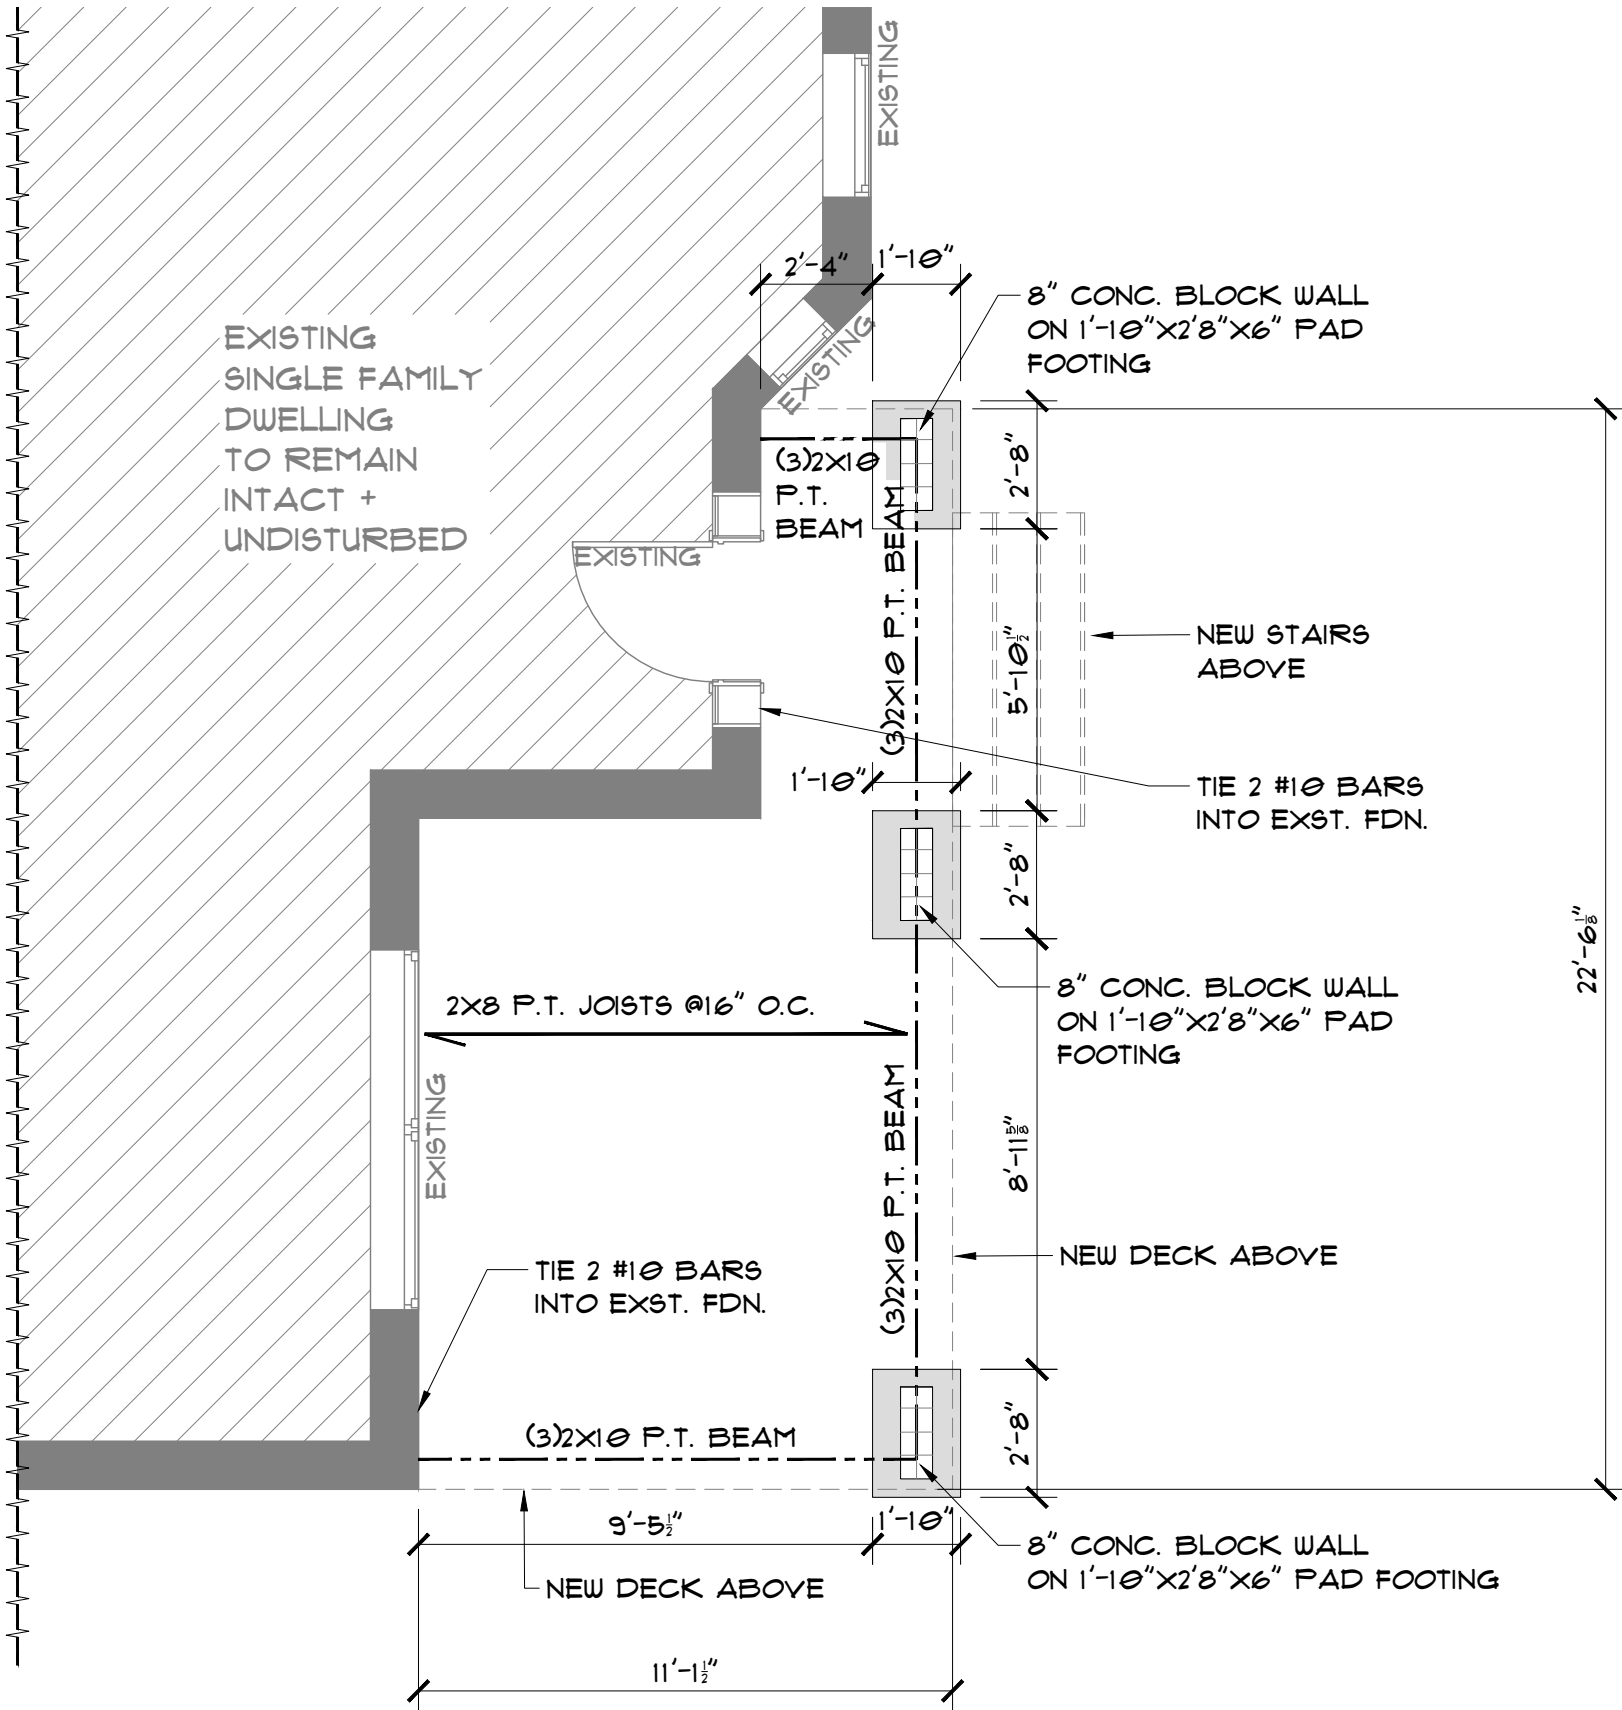 EXISTING
2'-4"
1'-10"
8" CONC. BLOCK WALL
ON 1'-10"X2'8"X6" PAD
FOOTING
EXISTING
SINGLE FAMILY
DWELLING
TO REMAIN
INTACT +
UNDISTURBED
EXISTING
(3)2X10
P.T.
BEAM
2'-8"
EXISTING
(3)2X10 P.T. BEAM
5'-10½"
NEW STAIRS
ABOVE
1'-10"
TIE 2 #10 BARS
INTO EXST. FDN.
2'-8"
22'-6⅛"
2X8 P.T. JOISTS @16" O.C.
8" CONC. BLOCK WALL
ON 1'-10"X2'8"X6" PAD
FOOTING
EXISTING
(3)2X10 P.T. BEAM
8'-11⅝"
NEW DECK ABOVE
TIE 2 #10 BARS
INTO EXST. FDN.
(3)2X10 P.T. BEAM
2'-8"
9'-5½"
1'-10"
8" CONC. BLOCK WALL
ON 1'-10"X2'8"X6" PAD FOOTING
NEW DECK ABOVE
11'-1½"